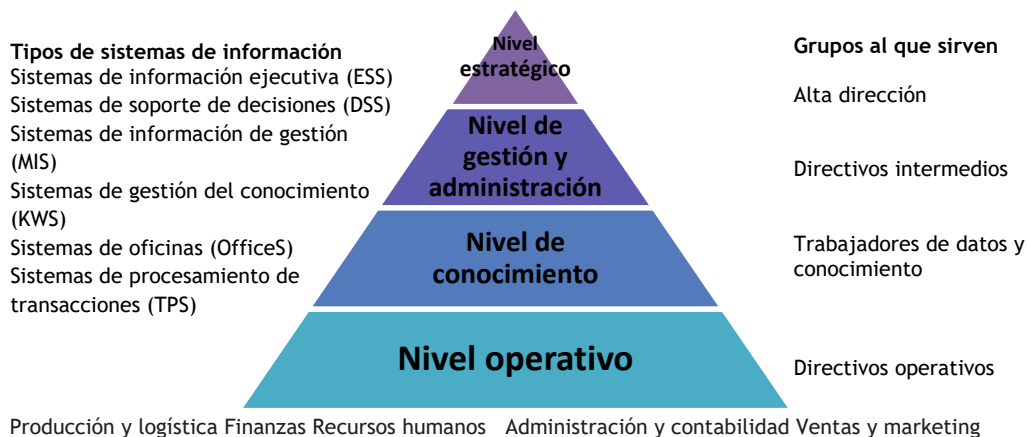 Tipos de sistemas de información
Sistemas de información ejecutiva (ESS)
Sistemas de soporte de decisiones (DSS)
Sistemas de información de gestión
(MIS)
Sistemas de gestión del conocimiento
(KWS)
Sistemas de oficinas (OfficeS)
Sistemas de procesamiento de
transacciones (TPS)
Nivel
estratégico
Nivel de
gestión y
administración
Nivel de
conocimiento
Nivel operativo
Grupos al que sirven
Alta dirección
Directivos intermedios
Trabajadores de datos y
conocimiento
Directivos operativos
Producción y logística Finanzas Recursos humanos Administración y contabilidad Ventas y marketing